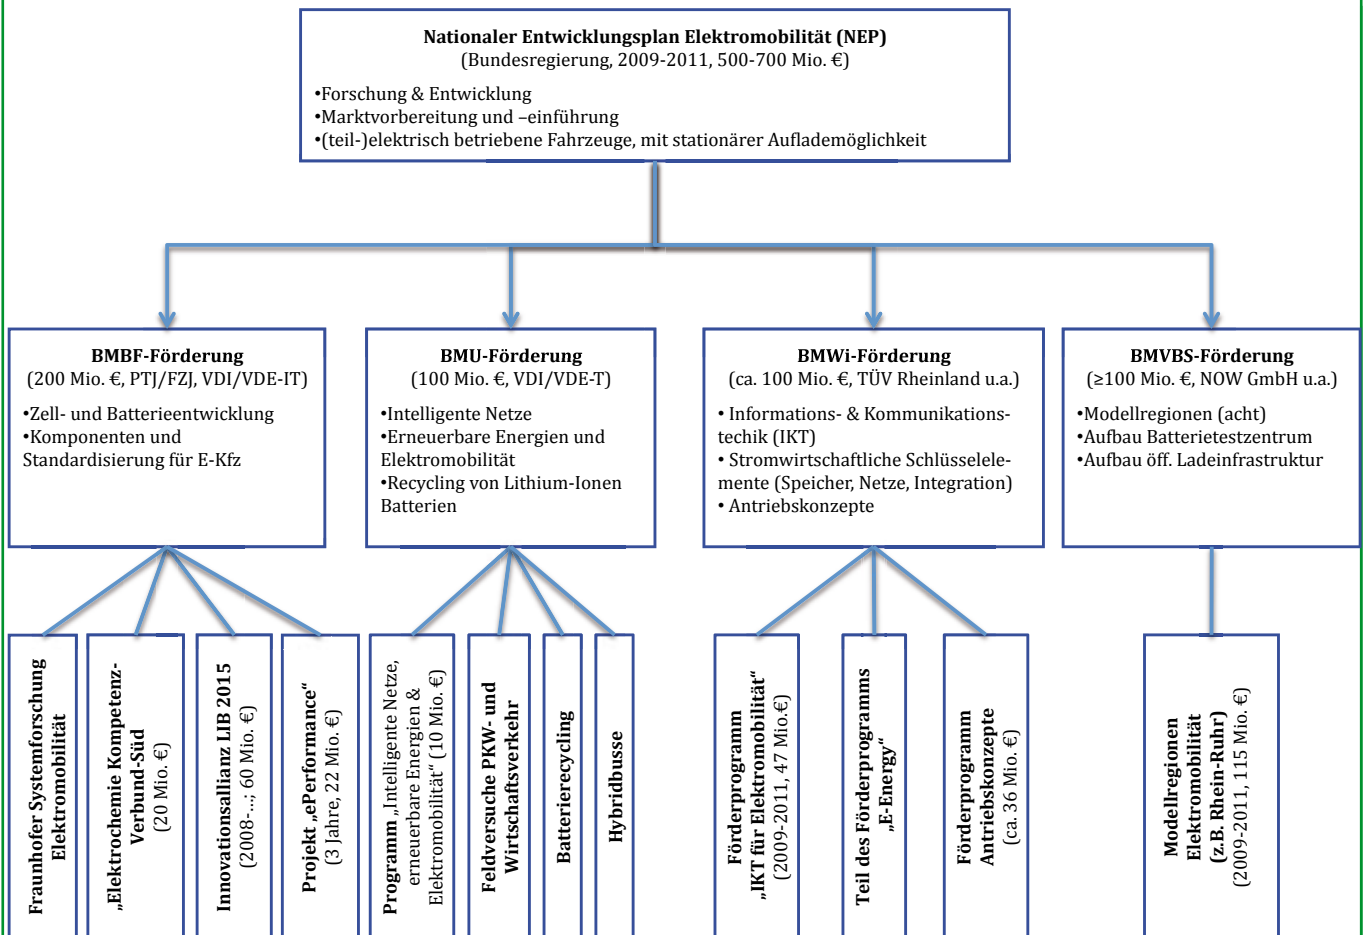 Nationaler Entwicklungsplan Elektromobilität (NEP)
(Bundesregierung, 2009-2011, 500-700 Mio. €)
•Forschung & Entwicklung
•Marktvorbereitung und –einführung
•(teil-)elektrisch betriebene Fahrzeuge, mit stationärer Auflademöglichkeit
BMBF-Förderung
(200 Mio. €, PTJ/FZJ, VDI/VDE-IT)
•Zell- und Batterieentwicklung
•Komponenten und
Standardisierung für E-Kfz
BMU-Förderung
(100 Mio. €, VDI/VDE-T)
•Intelligente Netze
•Erneuerbare Energien und
Elektromobilität
•Recycling von Lithium-Ionen
Batterien
BMWi-Förderung
(ca. 100 Mio. €, TÜV Rheinland u.a.)
• Informations- & Kommunikations-
techik (IKT)
• Stromwirtschaftliche Schlüsselele-
mente (Speicher, Netze, Integration)
• Antriebskonzepte
BMVBS-Förderung
(≥100 Mio. €, NOW GmbH u.a.)
•Modellregionen (acht)
•Aufbau Batterietestzentrum
•Aufbau öff. Ladeinfrastruktur
Fraunhofer Systemforschung
Elektromobilität
„Elektrochemie Kompetenz-
Verbund-Süd
(20 Mio. €)
Innovationsallianz LIB 2015
(2008-...; 60 Mio. €)
Projekt „ePerformance“
(3 Jahre, 22 Mio. €)
Programm „Intelligente Netze,
erneuerbare Energien &
Elektromobilität“ (10 Mio. €)
Feldversuche PKW- und
Wirtschaftsverkehr
Batterierecycling
Hybridbusse
Förderprogramm
„IKT für Elektromobilität“
(2009-2011, 47 Mio.€)
Teil des Förderprogramms
„E-Energy“
Förderprogramm
Antriebskonzepte
(ca. 36 Mio. €)
Modellregionen
Elektromobilität
(z.B. Rhein-Ruhr)
(2009-2011, 115 Mio. €)